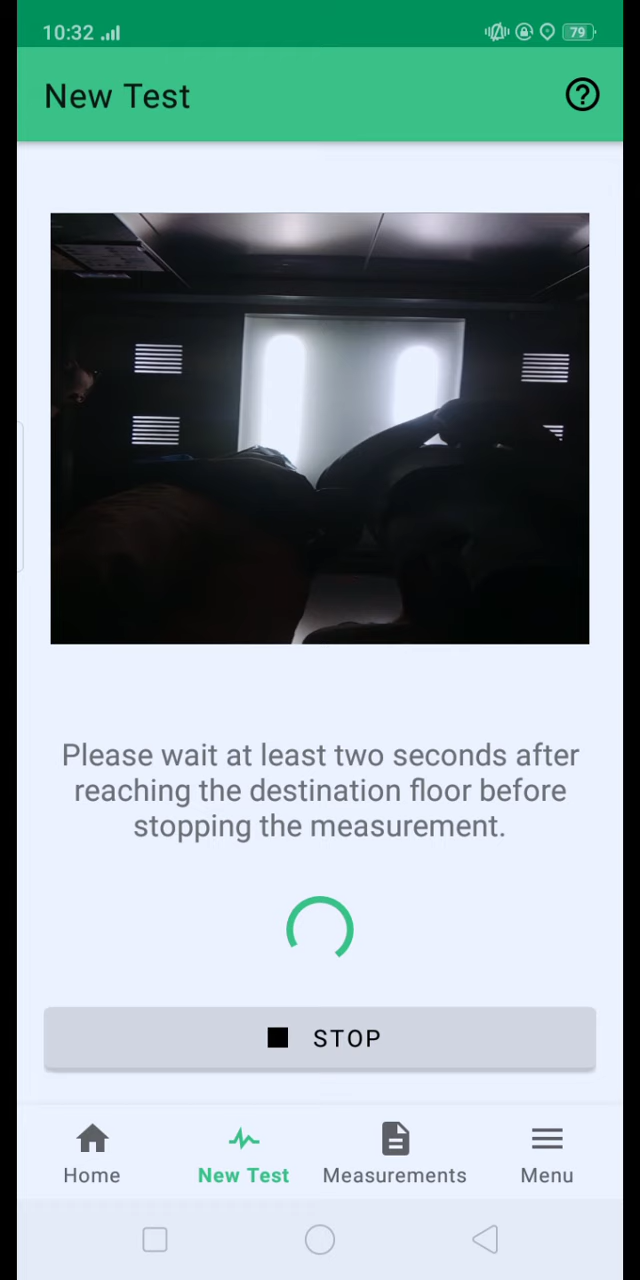 10:32
79
New Test
Please wait at least two seconds after
reaching the destination floor before
stopping the measurement.
STOP
Home
New Test
Measurements
Menu